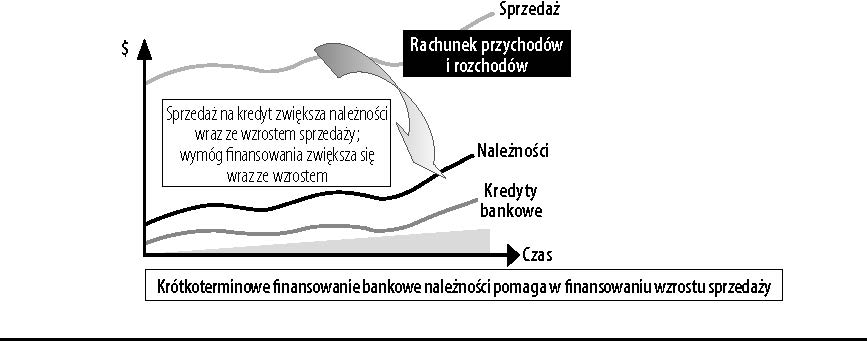 Sprzedaż
$
Rachunek przychodów
i rozchodów
Sprzedaż na kredyt zwiększa należności
wraz ze wzrostem sprzedaży;
wymóg finansowania zwiększa się
wraz ze wzrostem
Należności
Kredyty
bankowe
Czas
Krótkoterminowe finansowanie bankowe należności pomaga w finansowaniu wzrostu sprzedaży